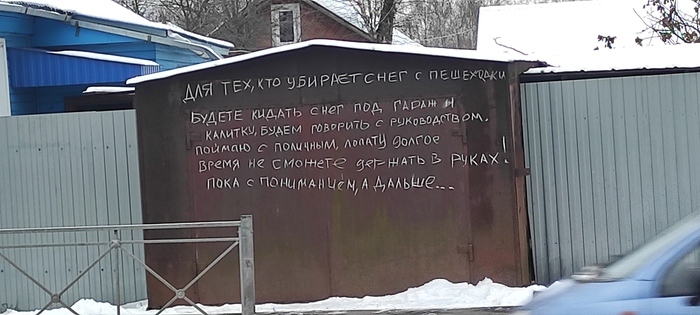 ДЛЯ ТЕХ, КТО УБИРАЕТ СНЕГ С ПЕШЕХОДКИ
БУДЕТЕ КИДАТЬ СНЕГ ПОД ГАРАЖ И
КАЛИТКУ, БУДЕМ ГОВОРИТЬ С РУКОВОДСТВОМ.
ПОЙМАЮ С ПОЛИЧНЫМ, ЛОПАТУ ДОЛГОЕ
ВРЕМЯ НЕ СМОЖЕТЕ ДЕРЖАТЬ В РУКАХ!
ПОКА С ПОНИМАНИЕМ, А ДАЛЬШЕ...